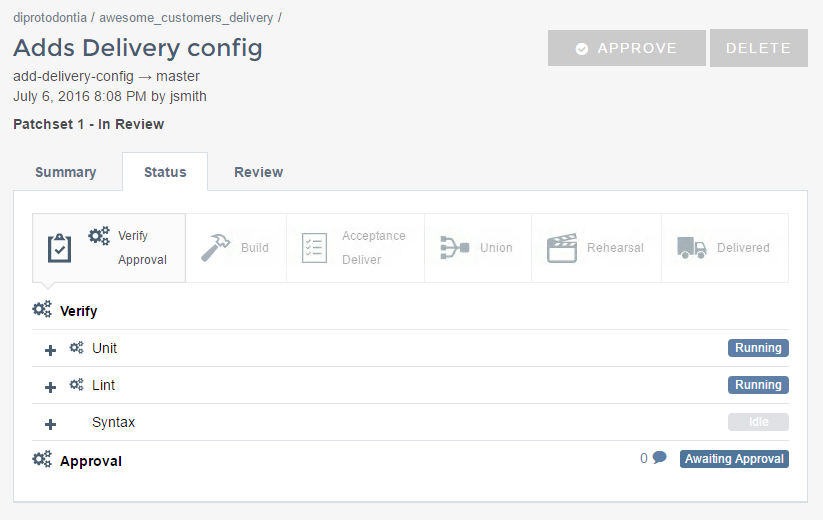 diprotodontia / awesome_customers_delivery /
Adds Delivery config
APPROVE
DELETE
add-delivery-config → master
July 6, 2016 8:08 PM by jsmith
Patchset 1 - In Review
Summary
Status
Review
Verify
Approval
Build
Acceptance
Deliver
Union
Rehearsal
Delivered
Verify
Unit Running
Lint Running
Syntax Idle
Approval 0 Awaiting Approval